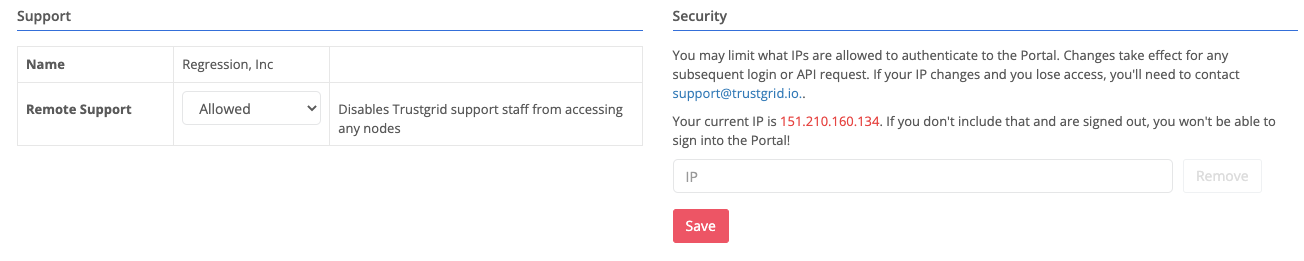 Support
Name
Regression, Inc
Remote Support
Allowed
Disables Trustgrid support staff from accessing
any nodes
Security
You may limit what IPs are allowed to authenticate to the Portal. Changes take effect for any
subsequent login or API request. If your IP changes and you lose access, you'll need to contact
support@trustgrid.io..
Your current IP is 151.210.160.134. If you don't include that and are signed out, you won't be able to
sign into the Portal!
IP
Remove
Save